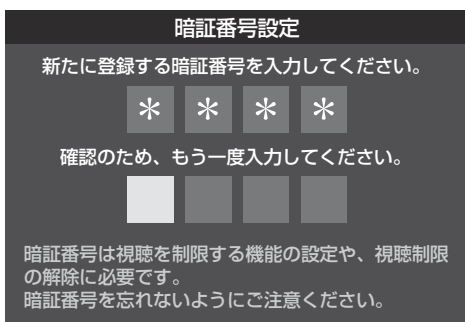 暗証番号設定
新たに登録する暗証番号を入力してください。
＊ ＊ ＊ ＊
確認のため、もう一度入力してください。
暗証番号は視聴を制限する機能の設定や、視聴制限
の解除に必要です。
暗証番号を忘れないようにご注意ください。